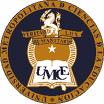 UNIVERSIDAD METROPOLITANA DE CIENCIAS DE LA EDUCACION
UMCE